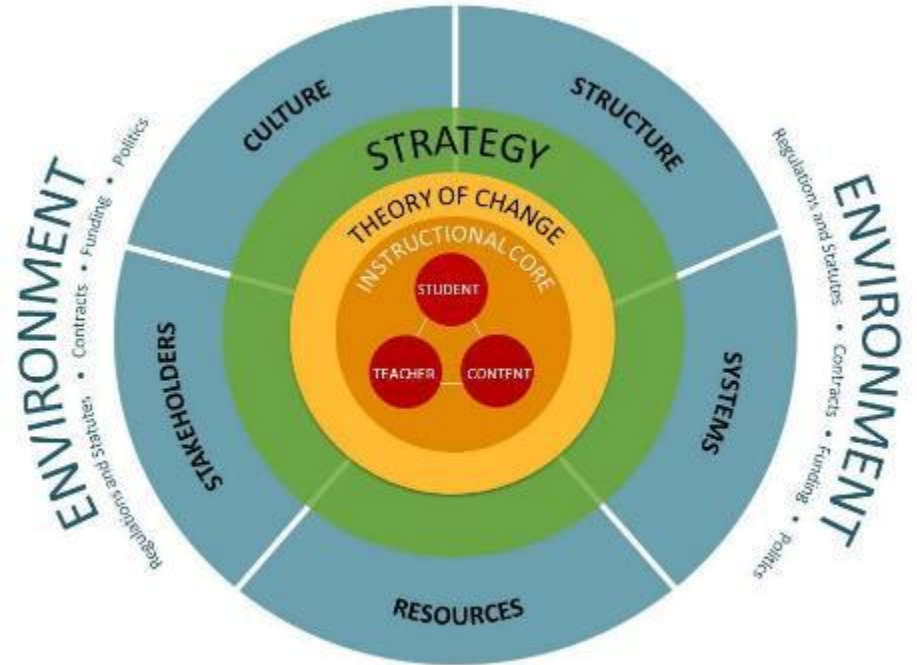 CULTURE
STRUCTURE
STRATEGY
THEORY OF CHANGE
INSTRUCTIONAL CORE
STUDENT
TEACHER
CONTENT
STAKEHOLDERS
SYSTEMS
RESOURCES
ENVIRONMENT
Regulations and Statutes • Contracts • Funding • Politics
ENVIRONMENT
Regulations and Statutes • Contracts • Funding • Politics